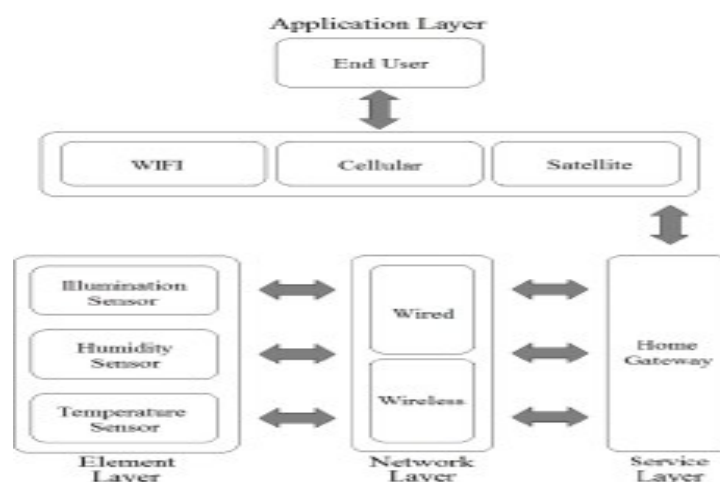 Application Layer
End User
WIFI
Cellular
Satellite
Illumination
Sensor
Humidity
Sensor
Temperature
Sensor
Wired
Wireless
Home
Gateway
Element
Layer
Network
Layer
Service
Layer